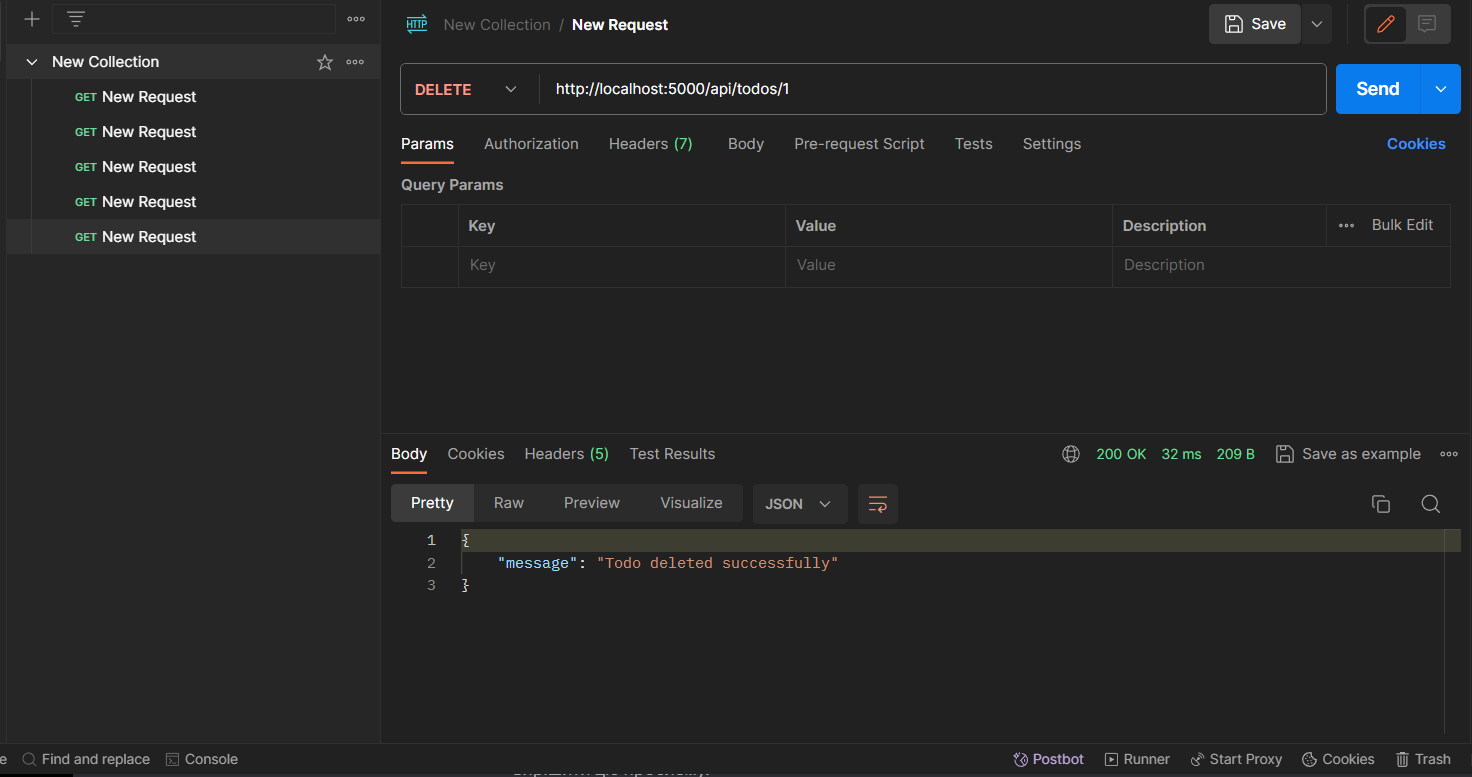 New Collection / New Request
Save
New Collection
GET New Request
GET New Request
GET New Request
GET New Request
GET New Request
DELETE http://localhost:5000/api/todos/1 Send
Params Authorization Headers (7) Body Pre-request Script Tests Settings Cookies
Query Params
Key Value Description Bulk Edit
Key Value Description
Body Cookies Headers (5) Test Results 200 OK 32 ms 209 B Save as example
Pretty Raw Preview Visualize JSON
1 {
2 "message": "Todo deleted successfully"
3 }
Find and replace Console Postbot Runner Start Proxy Cookies Trash